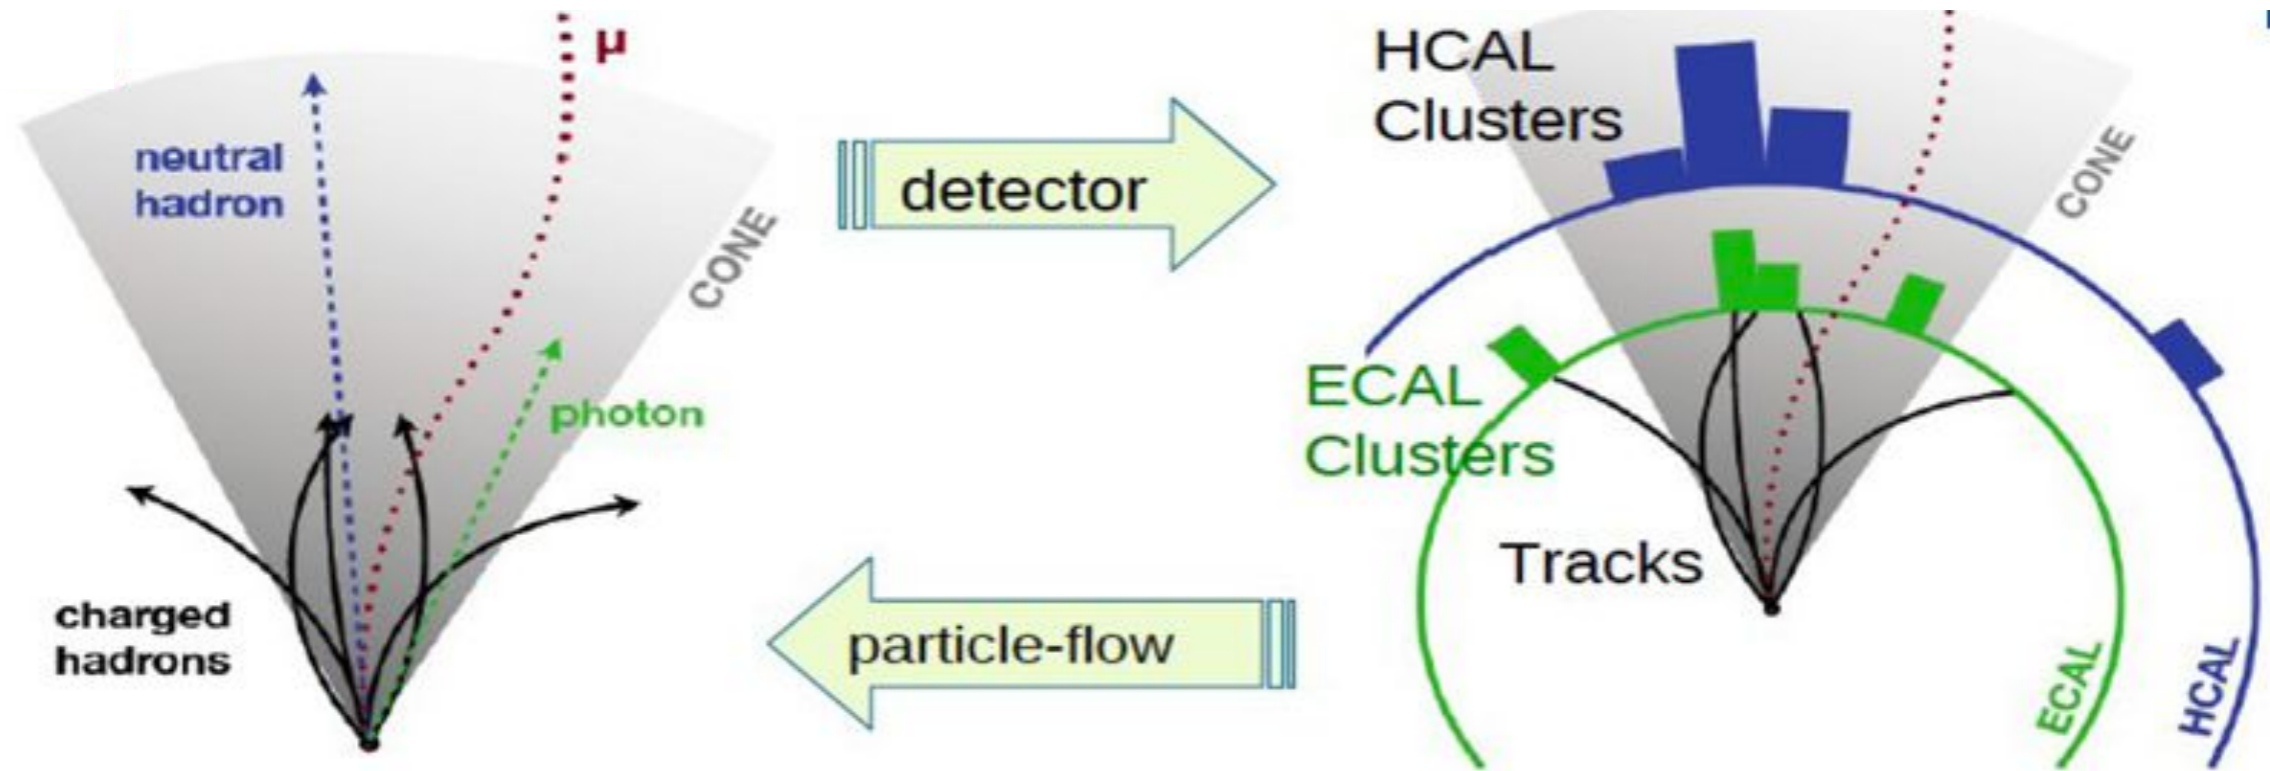 μ
neutral
hadron
CONE
photon
charged
hadrons
detector
particle-flow
HCAL
Clusters
CONE
ECAL
Clusters
Tracks
ECAL
HCAL